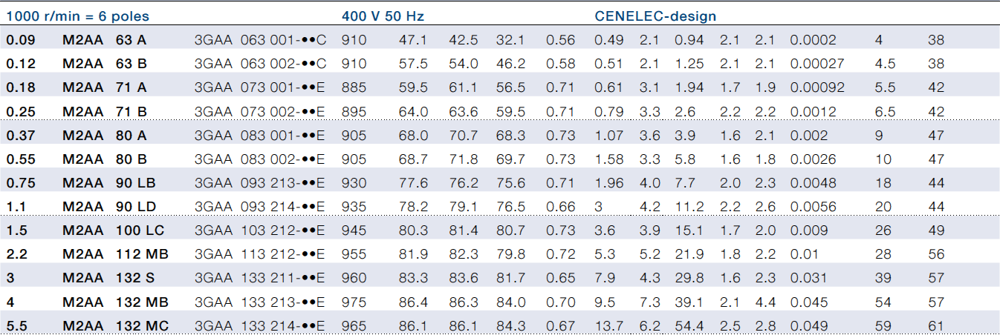 1000 r/min = 6 poles 400 V 50 Hz CENELEC-design
0.09 M2AA 63 A 3GAA 063 001-••C 910 47.1 42.5 32.1 0.56 0.49 2.1 0.94 2.1 2.1 0.0002 4 38
0.12 M2AA 63 B 3GAA 063 002-••C 910 57.5 54.0 46.2 0.58 0.51 2.1 1.25 2.1 2.1 0.00027 4.5 38
0.18 M2AA 71 A 3GAA 073 001-••E 885 59.5 61.1 56.5 0.71 0.61 3.1 1.94 1.7 1.9 0.00092 5.5 42
0.25 M2AA 71 B 3GAA 073 002-••E 895 64.0 63.6 59.5 0.71 0.79 3.3 2.6 2.2 2.2 0.0012 6.5 42
0.37 M2AA 80 A 3GAA 083 001-••E 905 68.0 70.7 68.3 0.73 1.07 3.6 3.9 1.6 2.1 0.002 9 47
0.55 M2AA 80 B 3GAA 083 002-••E 905 68.7 71.8 69.7 0.73 1.58 3.3 5.8 1.6 1.8 0.0026 10 47
0.75 M2AA 90 LB 3GAA 093 213-••E 930 77.6 76.2 75.6 0.71 1.96 4.0 7.7 2.0 2.3 0.0048 18 44
1.1 M2AA 90 LD 3GAA 093 214-••E 935 78.2 79.1 76.5 0.66 3 4.2 11.2 2.2 2.6 0.0056 20 44
1.5 M2AA 100 LC 3GAA 103 212-••E 945 80.3 81.4 80.7 0.73 3.6 3.9 15.1 1.7 2.0 0.009 26 49
2.2 M2AA 112 MB 3GAA 113 212-••E 955 81.9 82.3 79.8 0.72 5.3 5.2 21.9 1.8 2.2 0.01 28 56
3 M2AA 132 S 3GAA 133 211-••E 960 83.3 83.6 81.7 0.65 7.9 4.3 29.8 1.6 2.3 0.031 39 57
4 M2AA 132 MB 3GAA 133 213-••E 975 86.4 86.3 84.0 0.70 9.5 7.3 39.1 2.1 4.4 0.045 54 57
5.5 M2AA 132 MC 3GAA 133 214-••E 965 86.1 86.1 84.3 0.67 13.7 6.2 54.4 2.5 2.8 0.049 59 61